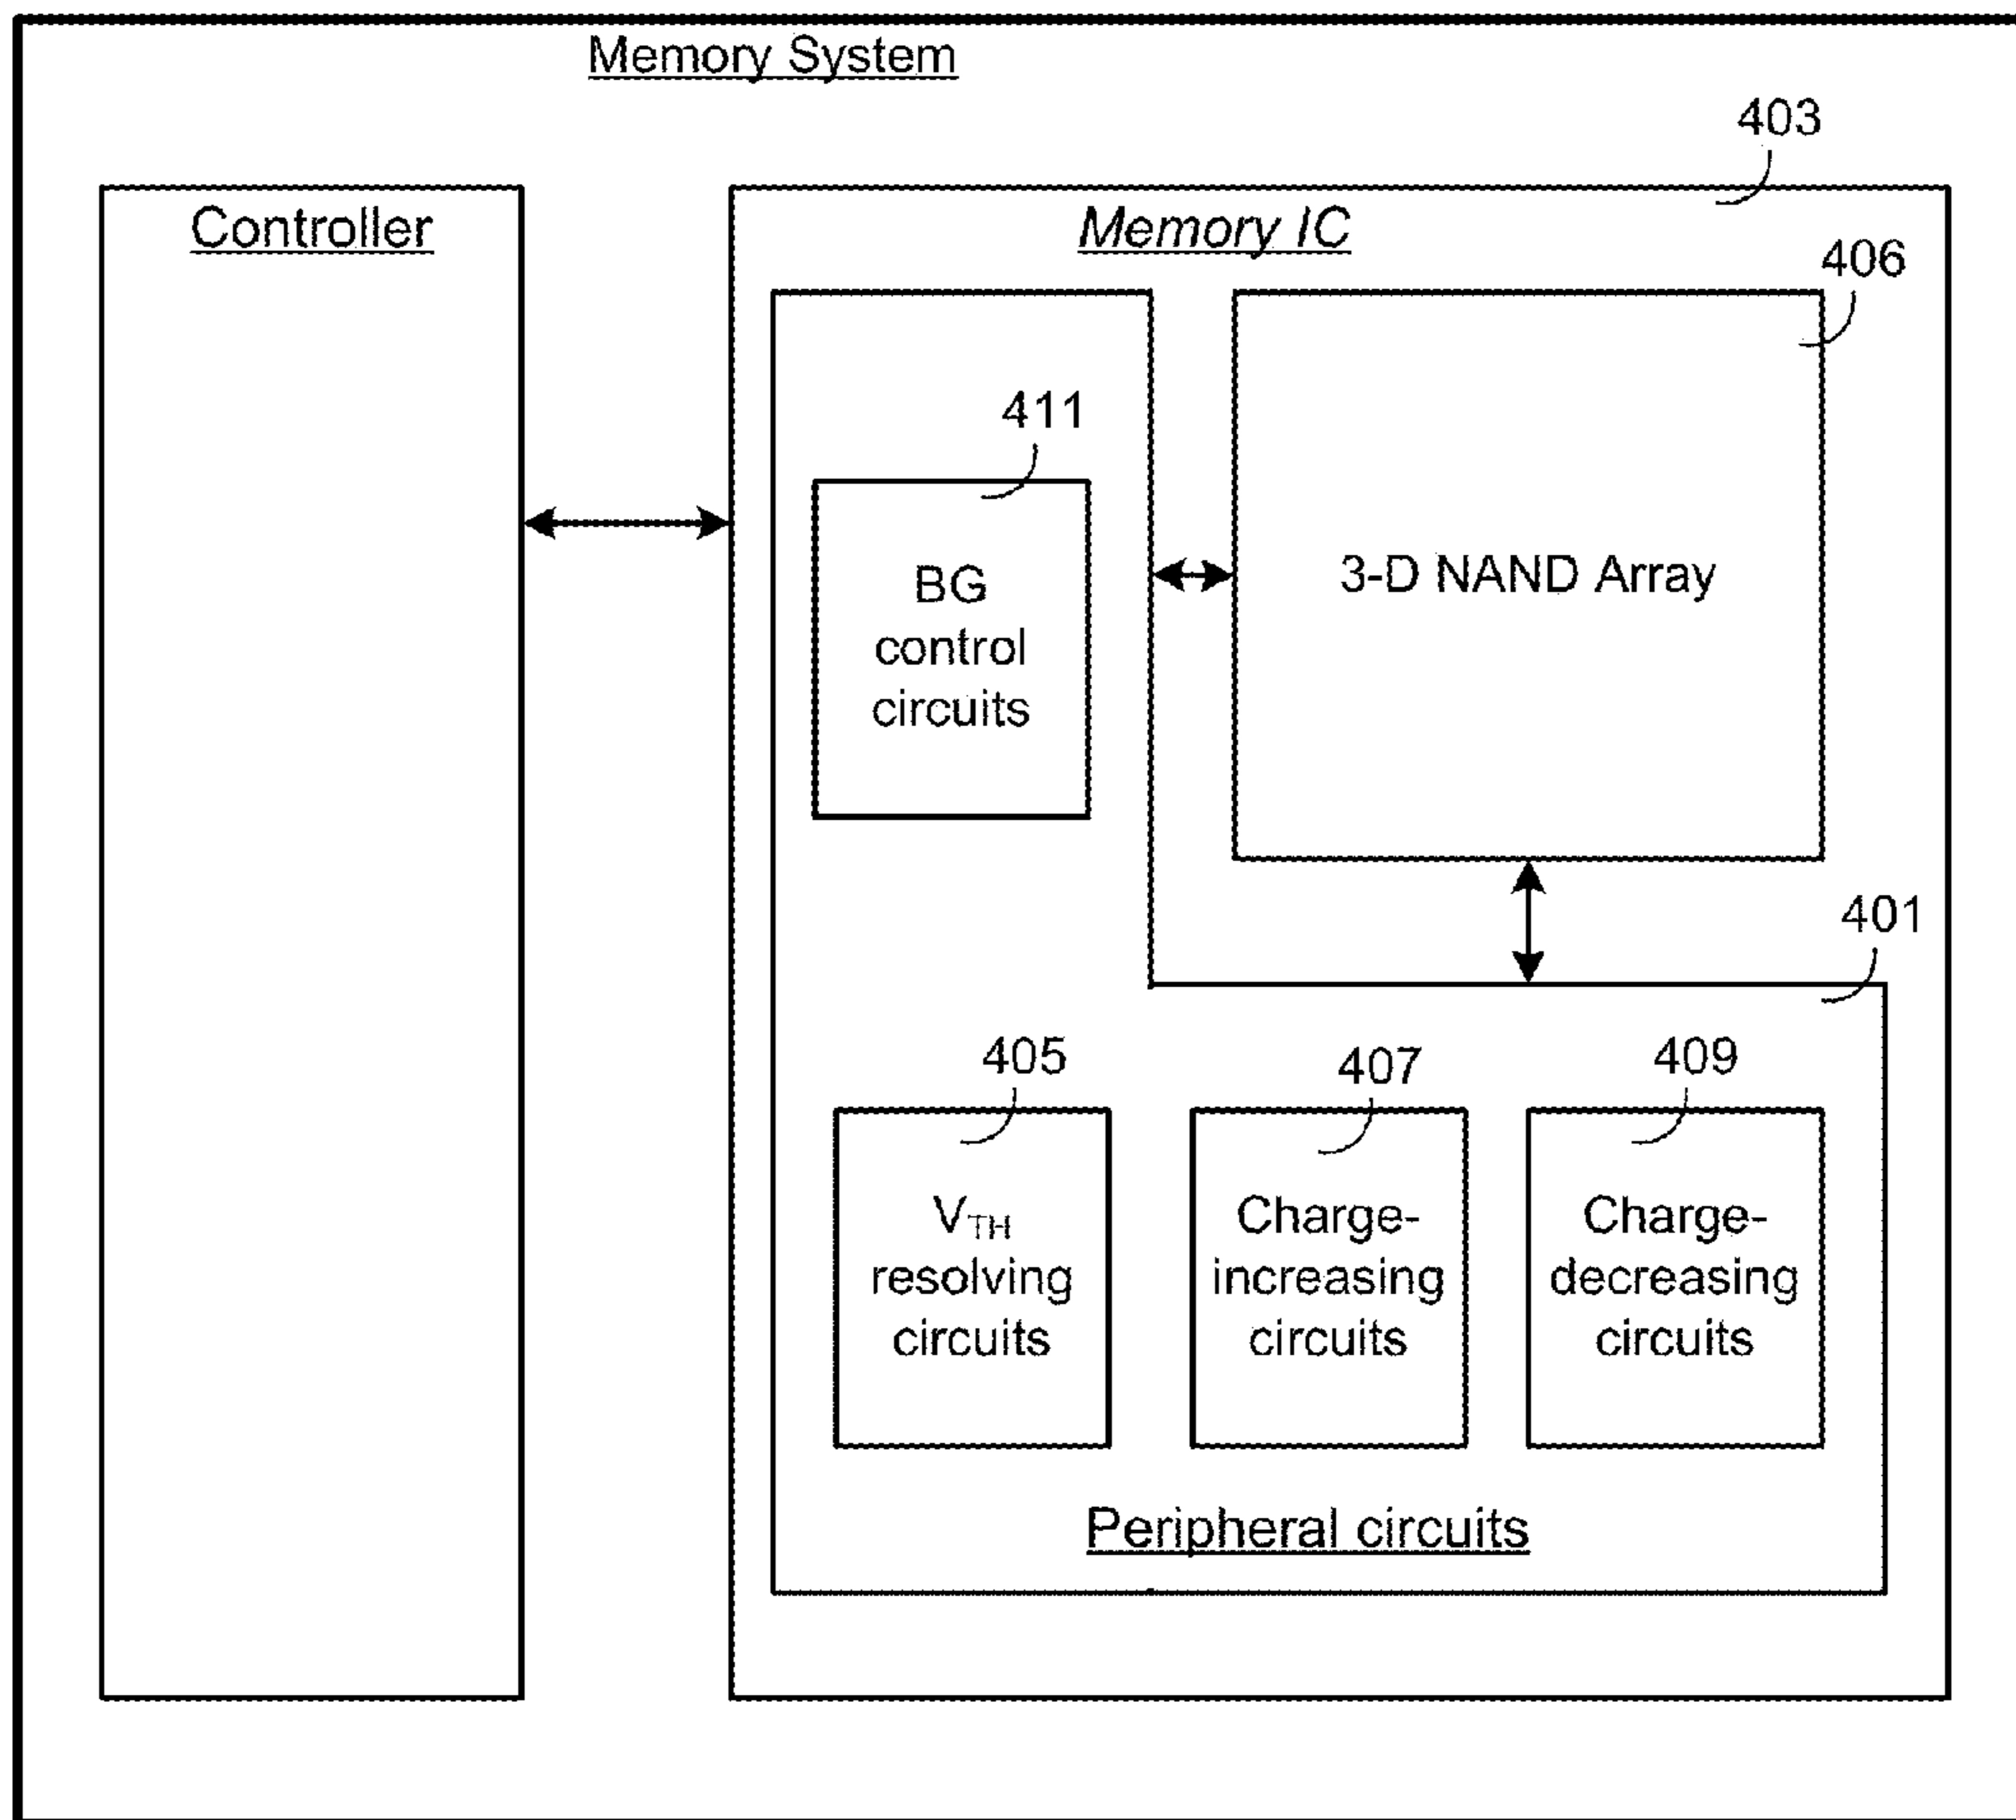 Memory System
403
Controller
Memory IC
406
411
BG
control
circuits
3-D NAND Array
401
405
407
409
VTH
resolving
circuits
Charge-
increasing
circuits
Charge-
decreasing
circuits
Peripheral circuits